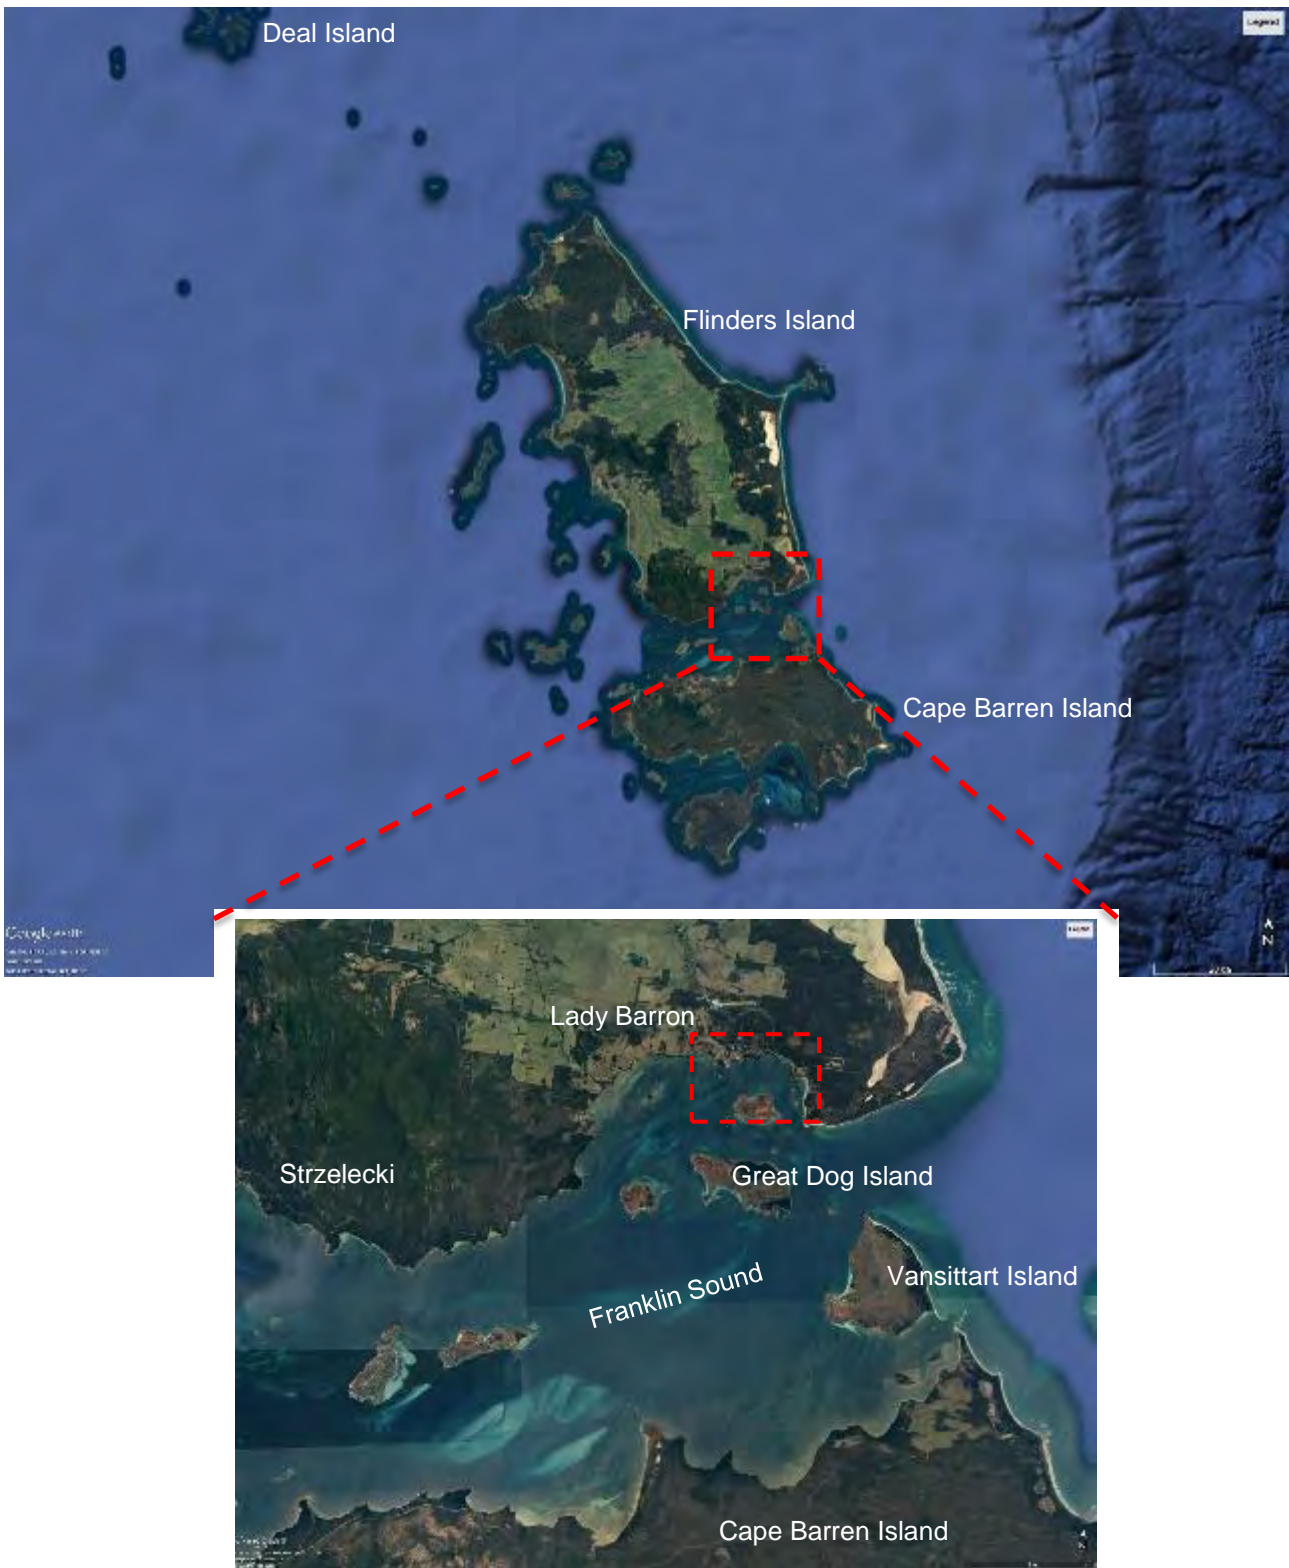 Deal Island
Legend
Flinders Island
Cape Barren Island
N
Lady Barron
Strzelecki
Great Dog Island
Vansittart Island
Franklin Sound
Cape Barren Island